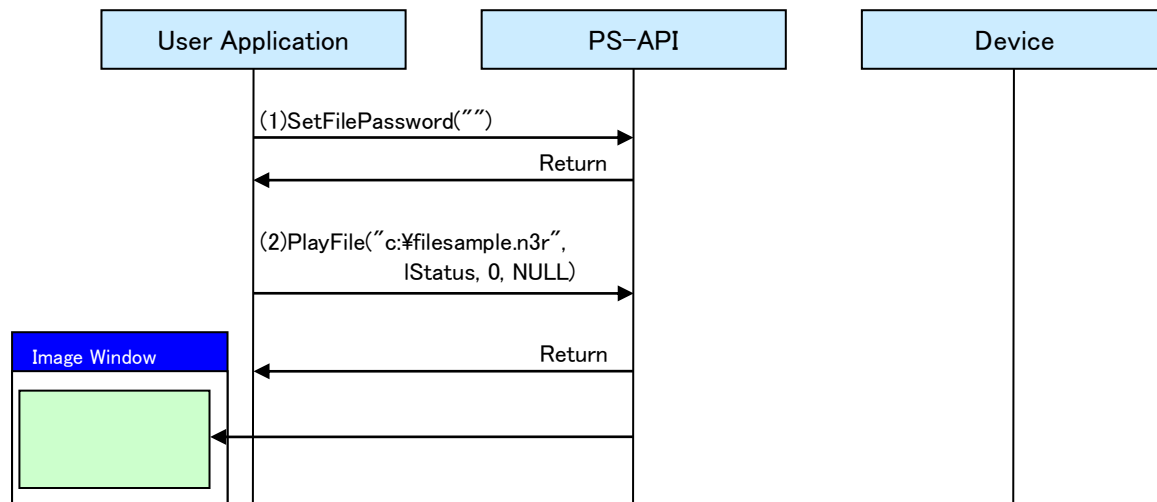 User Application
PS-API
Device
(1)SetFilePassword("")
Return
(2)PlayFile("c:¥filesample.n3r",
lStatus, 0, NULL)
Image Window
Return